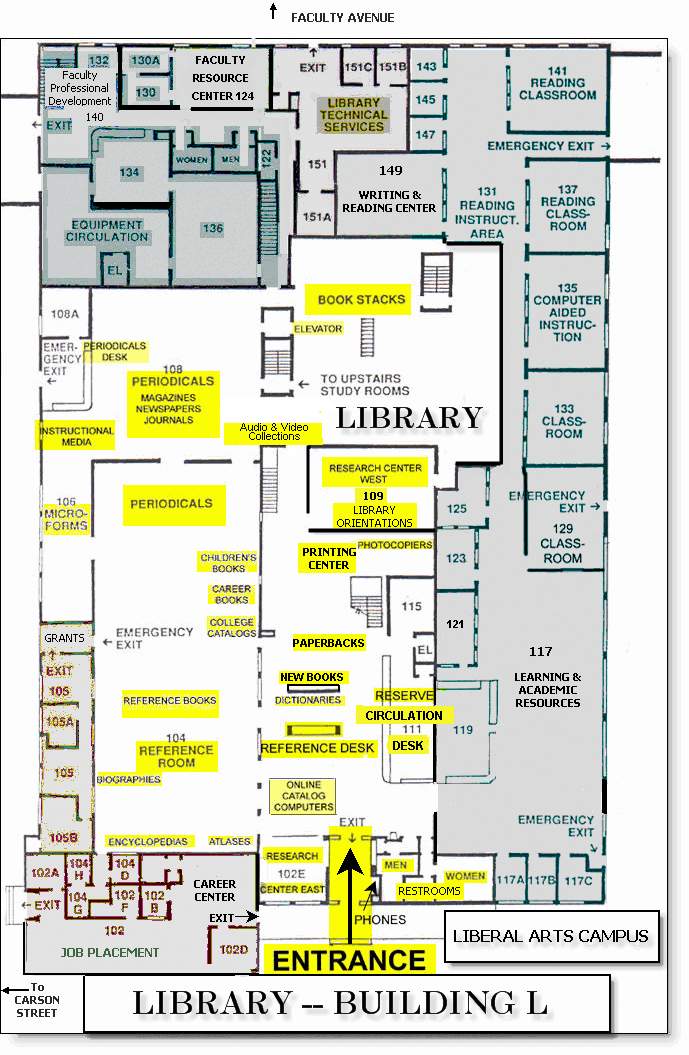 FACULTY AVENUE
132
130A
FACULTY
RESOURCE
CENTER 124
EXIT
151C
151B
143
141
READING
CLASSROOM
Faculty
Professional
Development
140
130
145
LIBRARY
TECHNICAL
SERVICES
EXIT
147
EMERGENCY EXIT
WOMEN
MEN
122
134
151
149
WRITING &
READING CENTER
131
READING
INSTRUCT.
AREA
137
READING
CLASS-
ROOM
151A
EQUIPMENT
CIRCULATION
136
EL
135
COMPUTER
AIDED
INSTRUC-
TION
BOOK STACKS
108A
ELEVATOR
EMER-
GENCY
EXIT
PERIODICALS
DESK
108
PERIODICALS
MAGAZINES
NEWSPAPERS
JOURNALS
TO UPSTAIRS
STUDY ROOMS
LIBRARY
133
CLASS-
ROOM
INSTRUCTIONAL
MEDIA
Audio & Video
Collections
RESEARCH CENTER
WEST
109
LIBRARY
ORIENTATIONS
106
MICRO-
FORMS
PERIODICALS
125
EMERGENCY
EXIT
129
CLASS-
ROOM
PHOTOCOPIERS
PRINTING
CENTER
123
CHILDREN'S
BOOKS
CAREER
BOOKS
COLLEGE
CATALOGS
115
121
GRANTS
EMERGENCY
EXIT
PAPERBACKS
EL
117
LEARNING &
ACADEMIC
RESOURCES
EXIT
105
NEW BOOKS
DICTIONARIES
RESERVE
CIRCULATION
111
DESK
REFERENCE BOOKS
105A
104
REFERENCE
ROOM
REFERENCE DESK
119
105
BIOGRAPHIES
ONLINE
CATALOG
COMPUTERS
105B
EXIT
EMERGENCY
EXIT
ENCYCLOPEDIAS
ATLASES
RESEARCH
102E
CENTER EAST
MEN
WOMEN
RESTROOMS
102A
104
H
104
D
CAREER
CENTER
117A
117B
117C
EXIT
104
G
102
F
102
B
EXIT
PHONES
102
102D
JOB PLACEMENT
LIBERAL ARTS CAMPUS
ENTRANCE
To
CARSON
STREET
LIBRARY -- BUILDING L